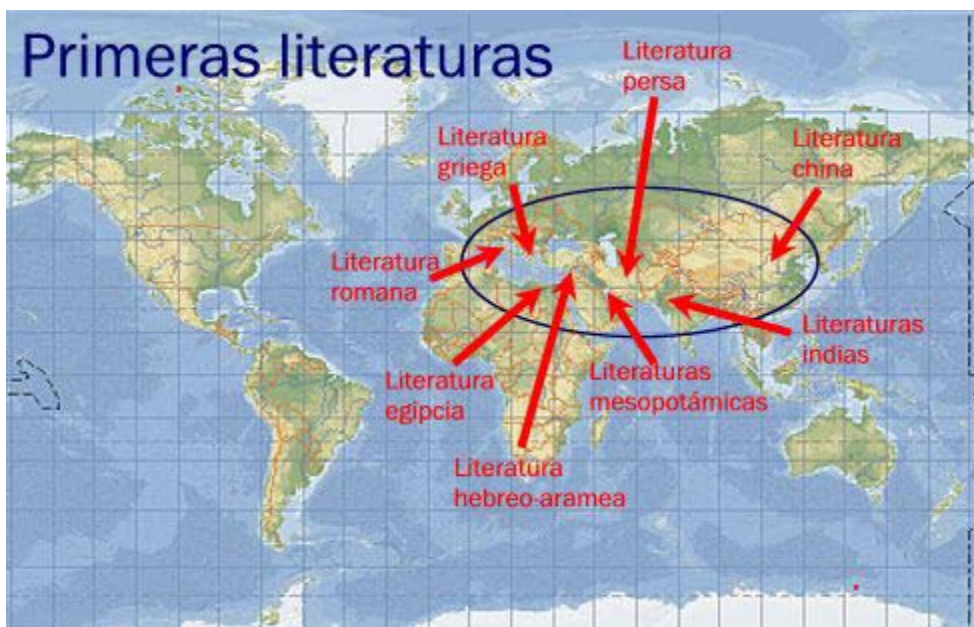 Primeras literaturas
Literatura
persa
Literatura
griega
Literatura
china
Literatura
romana
Literaturas
indias
Literatura
egipcia
Literaturas
mesopotámicas
Literatura
hebreo-aramea